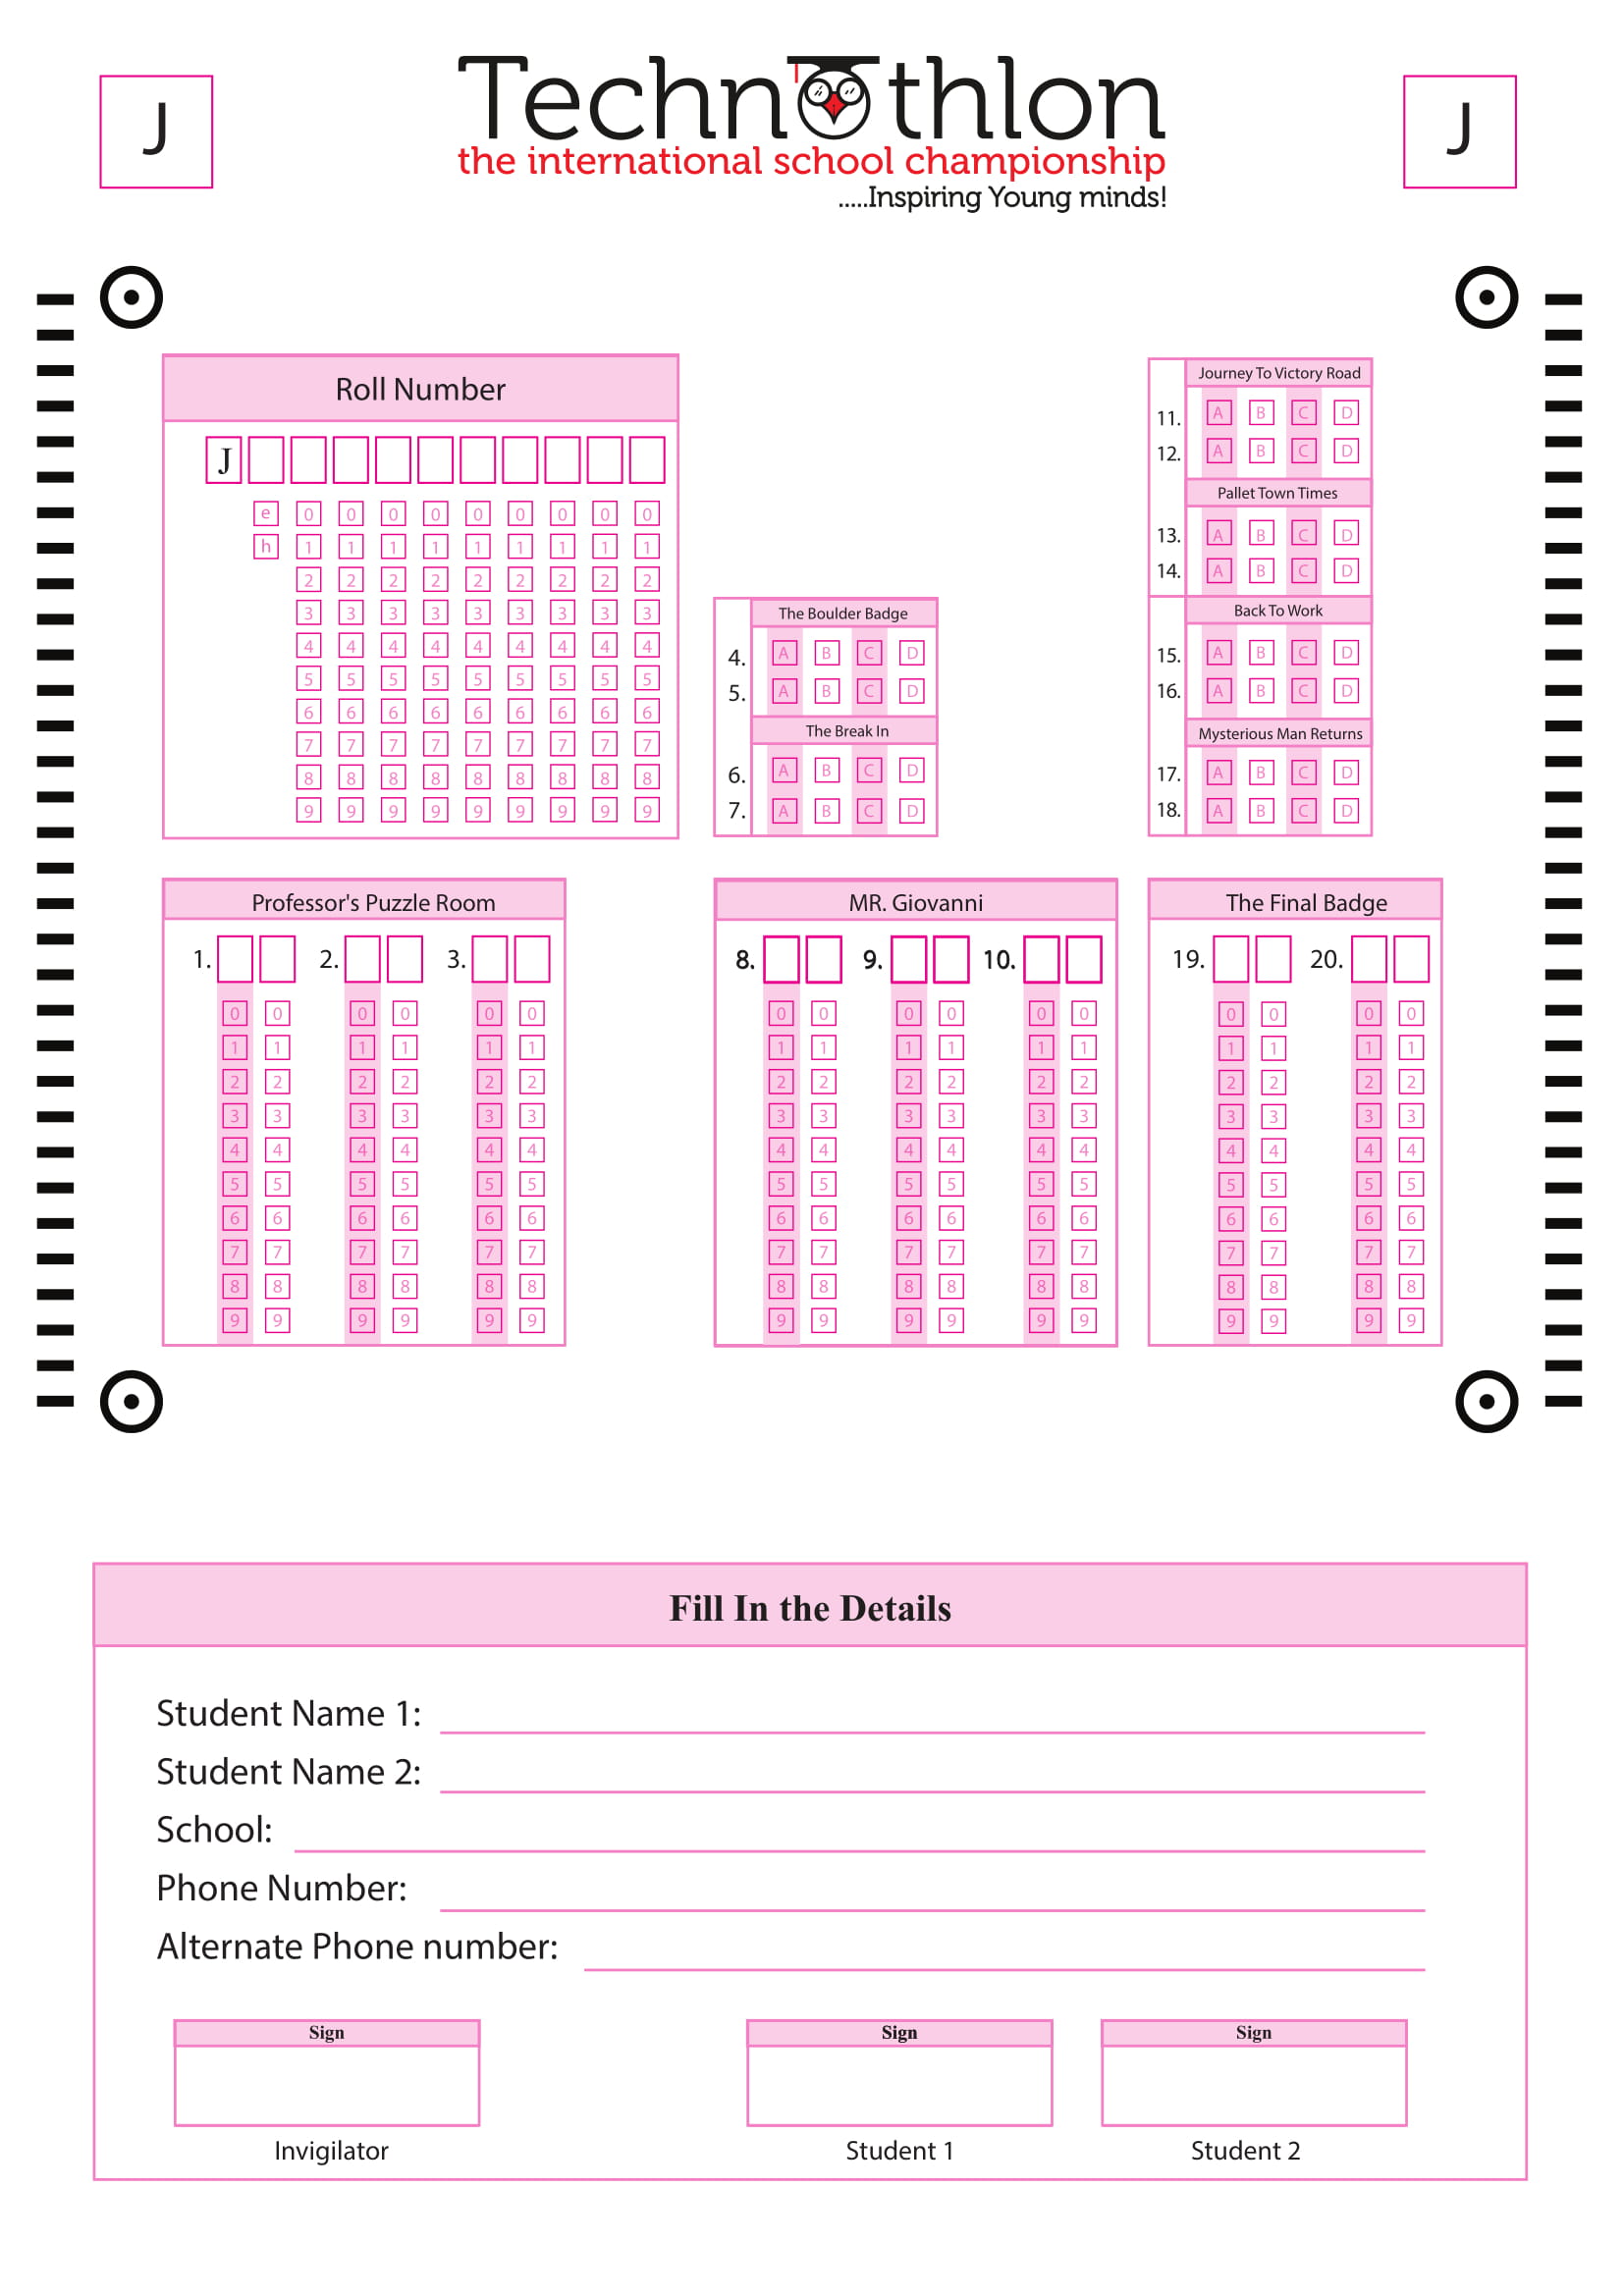 J
Technothlon
J
the international school championship
.....Inspiring Young minds!
Roll Number
J
e 0 0 0 0 0 0 0 0 0
h 1 1 1 1 1 1 1 1 1
2 2 2 2 2 2 2 2 2
3 3 3 3 3 3 3 3 3
4 4 4 4 4 4 4 4 4
5 5 5 5 5 5 5 5 5
6 6 6 6 6 6 6 6 6
7 7 7 7 7 7 7 7 7
8 8 8 8 8 8 8 8 8
9 9 9 9 9 9 9 9 9
The Boulder Badge
4. A B C D
5. A B C D
The Break In
6. A B C D
7. A B C D
Journey To Victory Road
11. A B C D
12. A B C D
Pallet Town Times
13. A B C D
14. A B C D
Back To Work
15. A B C D
16. A B C D
Mysterious Man Returns
17. A B C D
18. A B C D
Professor's Puzzle Room
1. 2. 3.
0 0 0 0 0 0
1 1 1 1 1 1
2 2 2 2 2 2
3 3 3 3 3 3
4 4 4 4 4 4
5 5 5 5 5 5
6 6 6 6 6 6
7 7 7 7 7 7
8 8 8 8 8 8
9 9 9 9 9 9
MR. Giovanni
8. 9. 10.
0 0 0 0 0 0
1 1 1 1 1 1
2 2 2 2 2 2
3 3 3 3 3 3
4 4 4 4 4 4
5 5 5 5 5 5
6 6 6 6 6 6
7 7 7 7 7 7
8 8 8 8 8 8
9 9 9 9 9 9
The Final Badge
19. 20.
0 0 0 0
1 1 1 1
2 2 2 2
3 3 3 3
4 4 4 4
5 5 5 5
6 6 6 6
7 7 7 7
8 8 8 8
9 9 9 9
Fill In the Details
Student Name 1:
Student Name 2:
School:
Phone Number:
Alternate Phone number:
Sign Sign Sign
Invigilator Student 1 Student 2